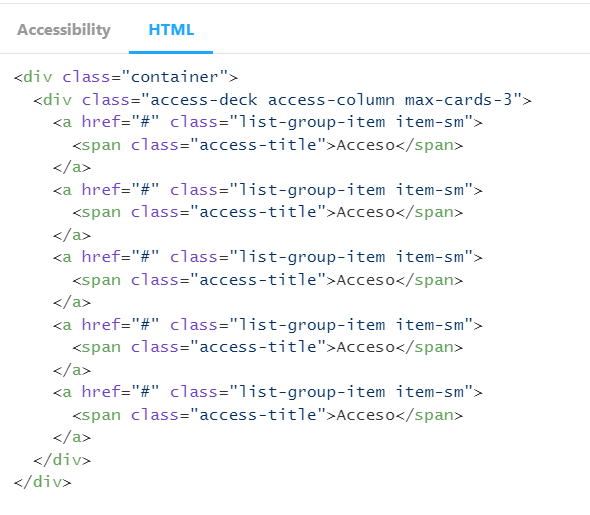 Accessibility HTML
<div class="container">
  <div class="access-deck access-column max-cards-3">
    <a href="#" class="list-group-item item-sm">
      <span class="access-title">Acceso</span>
    </a>
    <a href="#" class="list-group-item item-sm">
      <span class="access-title">Acceso</span>
    </a>
    <a href="#" class="list-group-item item-sm">
      <span class="access-title">Acceso</span>
    </a>
    <a href="#" class="list-group-item item-sm">
      <span class="access-title">Acceso</span>
    </a>
    <a href="#" class="list-group-item item-sm">
      <span class="access-title">Acceso</span>
    </a>
  </div>
</div>